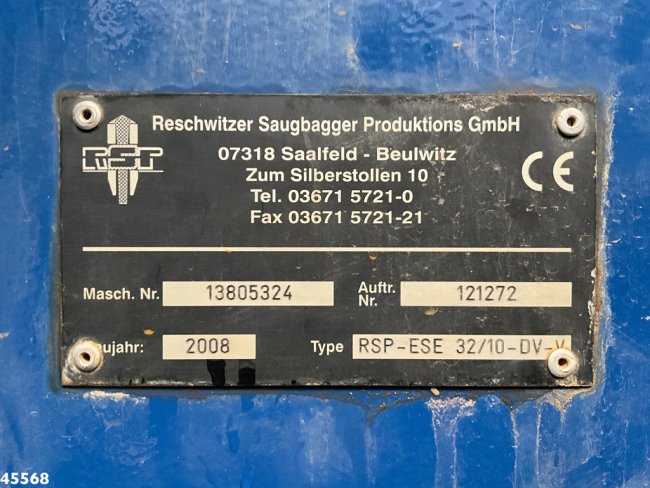 RSP
Reschwitzer Saugbagger Produktions GmbH
07318 Saalfeld - Beulwitz
Zum Silberstollen 10
Tel. 03671 5721-0
Fax 03671 5721-21
CE
Masch. Nr. 13805324 Auftr. Nr. 121272
aujahr: 2008 Type RSP-ESE 32/10-DV-V
45568